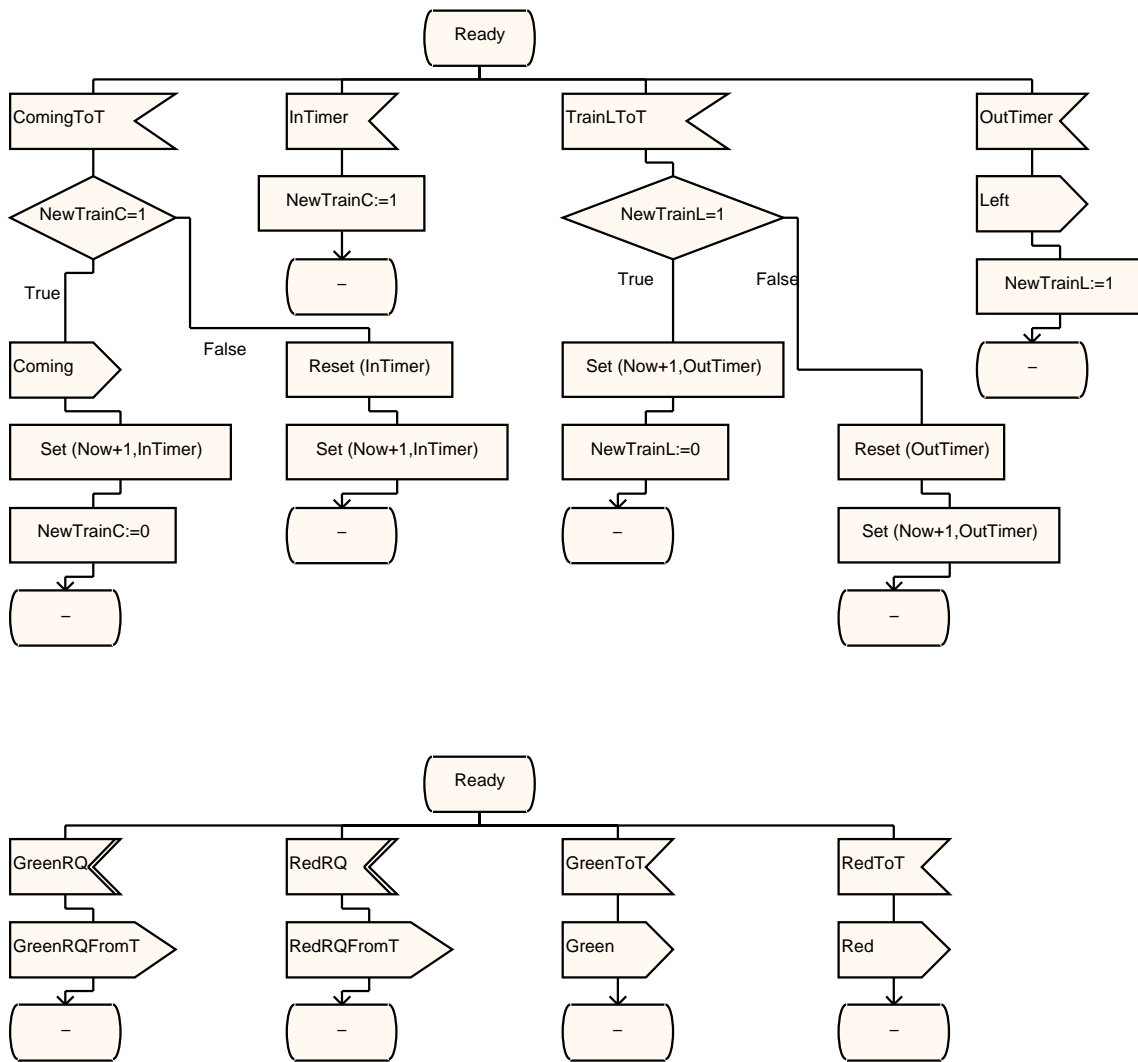 Ready
ComingToT
InTimer
TrainLToT
OutTimer
NewTrainC=1
NewTrainC:=1
NewTrainL=1
Left
–
True
False
True
False
NewTrainL:=1
Coming
Reset (InTimer)
Set (Now+1,OutTimer)
–
Set (Now+1,InTimer)
Set (Now+1,InTimer)
NewTrainL:=0
Reset (OutTimer)
NewTrainC:=0
–
–
Set (Now+1,OutTimer)
–
–
Ready
GreenRQ
RedRQ
GreenToT
RedToT
GreenRQFromT
RedRQFromT
Green
Red
–
–
–
–